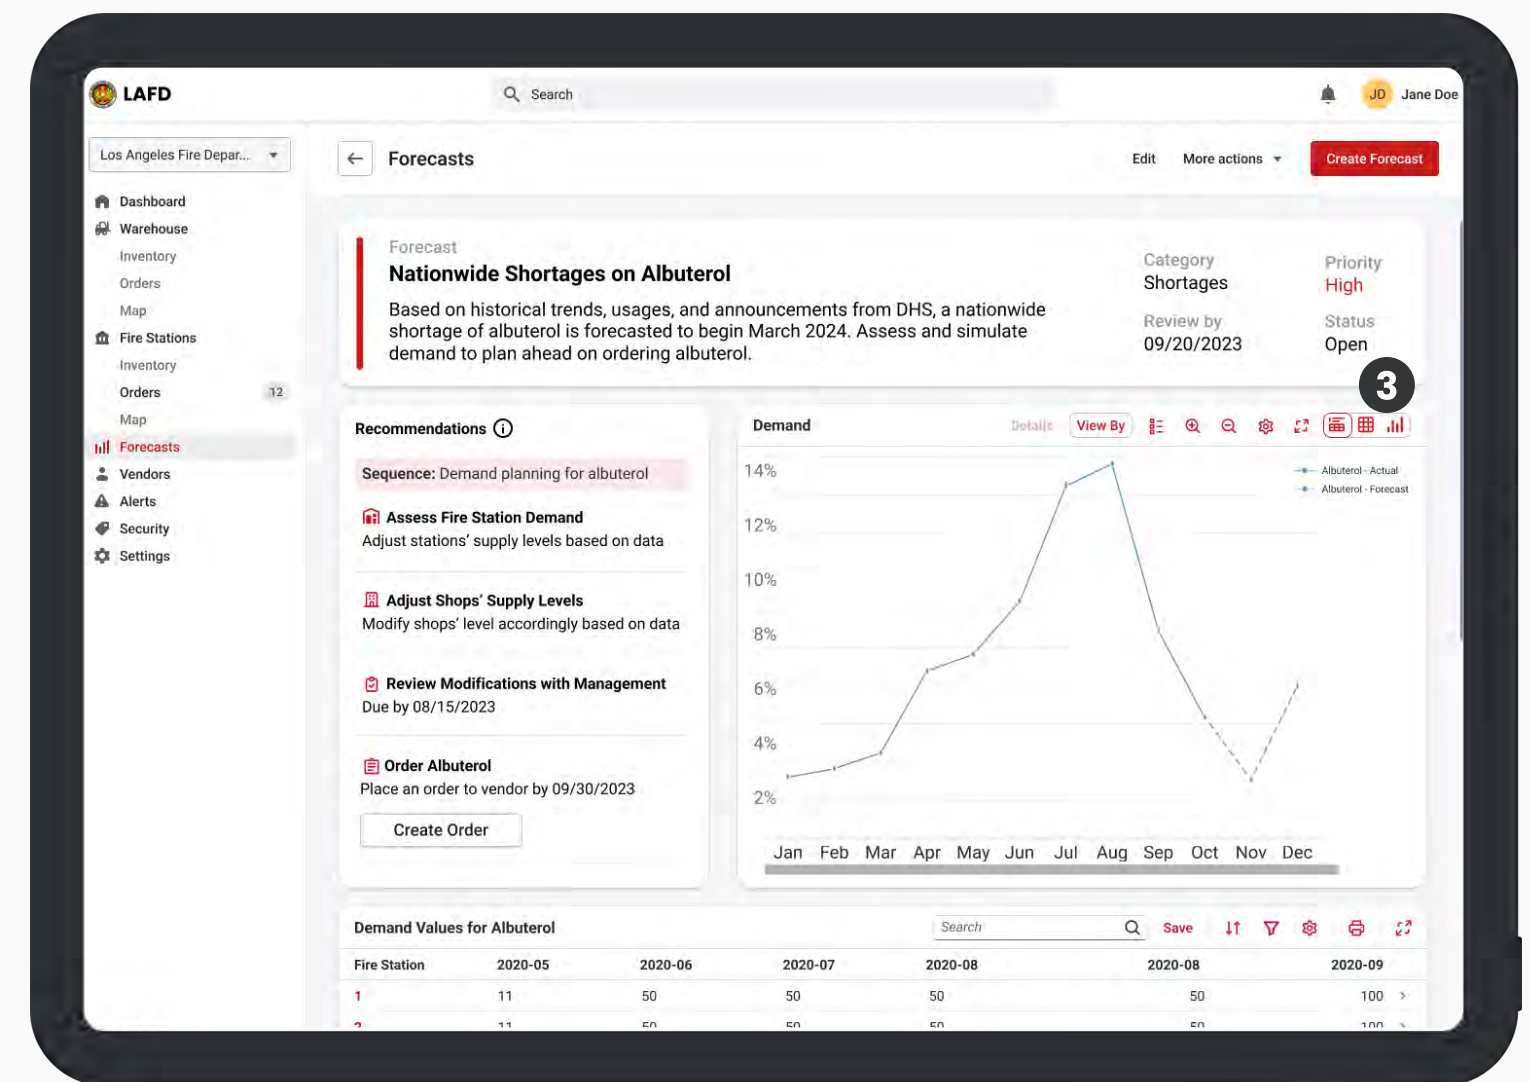 LAFD
Search
JD
Jane Doe
Los Angeles Fire Depar...
Forecasts
Edit
More actions
Create Forecast
Dashboard
Warehouse
Inventory
Orders
Map
Fire Stations
Inventory
Orders
12
Map
Forecasts
Vendors
Alerts
Security
Settings
Forecast
Nationwide Shortages on Albuterol
Based on historical trends, usages, and announcements from DHS, a nationwide
shortage of albuterol is forecasted to begin March 2024. Assess and simulate
demand to plan ahead on ordering albuterol.
Category
Shortages
Priority
High
Review by
09/20/2023
Status
Open
3
Recommendations
Sequence: Demand planning for albuterol
Assess Fire Station Demand
Adjust stations' supply levels based on data
Adjust Shops' Supply Levels
Modify shops' level accordingly based on data
Review Modifications with Management
Due by 08/15/2023
Order Albuterol
Place an order to vendor by 09/30/2023
Create Order
Demand
Details
View By
14%
12%
10%
8%
6%
4%
2%
Albuterol - Actual
Albuterol - Forecast
Jan Feb Mar Apr May Jun Jul Aug Sep Oct Nov Dec
Demand Values for Albuterol
Search
Save
Fire Station 2020-05 2020-06 2020-07 2020-08 2020-08 2020-09
1 11 50 50 50 50 100
2 11 50 50 50 50 100